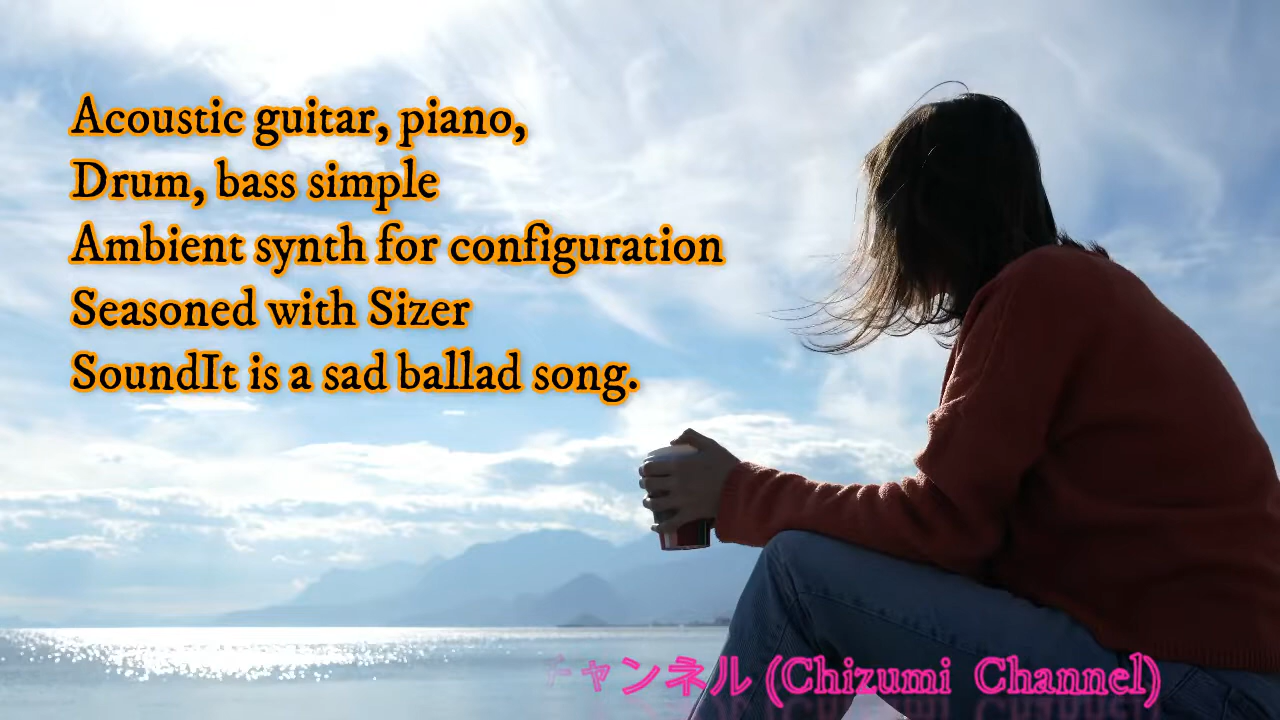 Acoustic guitar, piano,
Drum, bass simple
Ambient synth for configuration
Seasoned with Sizer
SoundIt is a sad ballad song.
チャンネル (Chizumi Channel)